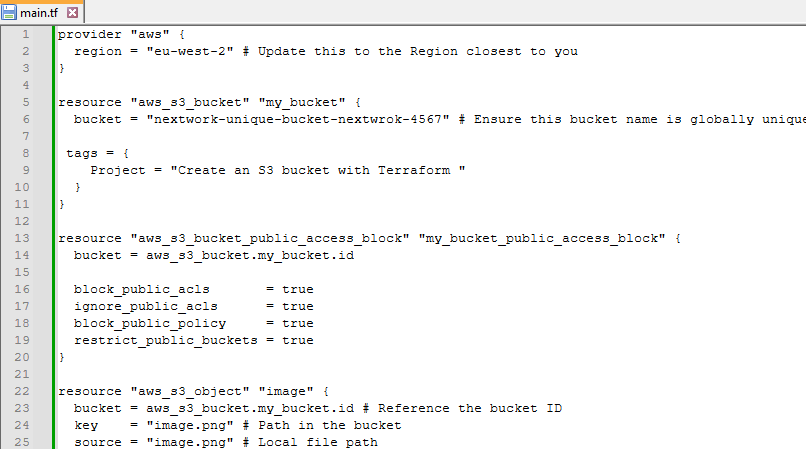 main.tf
1 provider "aws" {
2   region = "eu-west-2" # Update this to the Region closest to you
3 }
4
5 resource "aws_s3_bucket" "my_bucket" {
6   bucket = "nextwork-unique-bucket-nextwrok-4567" # Ensure this bucket name is globally unique
7
8  tags = {
9     Project = "Create an S3 bucket with Terraform "
10   }
11 }
12
13 resource "aws_s3_bucket_public_access_block" "my_bucket_public_access_block" {
14   bucket = aws_s3_bucket.my_bucket.id
15
16   block_public_acls       = true
17   ignore_public_acls      = true
18   block_public_policy     = true
19   restrict_public_buckets = true
20 }
21
22 resource "aws_s3_object" "image" {
23   bucket = aws_s3_bucket.my_bucket.id # Reference the bucket ID
24   key    = "image.png" # Path in the bucket
25   source = "image.png" # Local file path